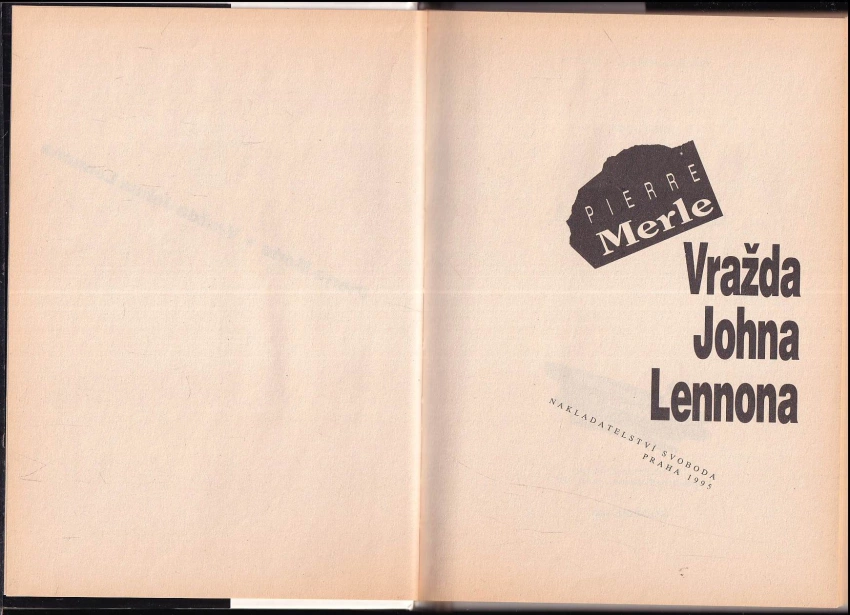 PIERRE
Merle
Vražda
Johna
Lennona
NAKLADATELSTVÍ SVOBODA
PRAHA 1995